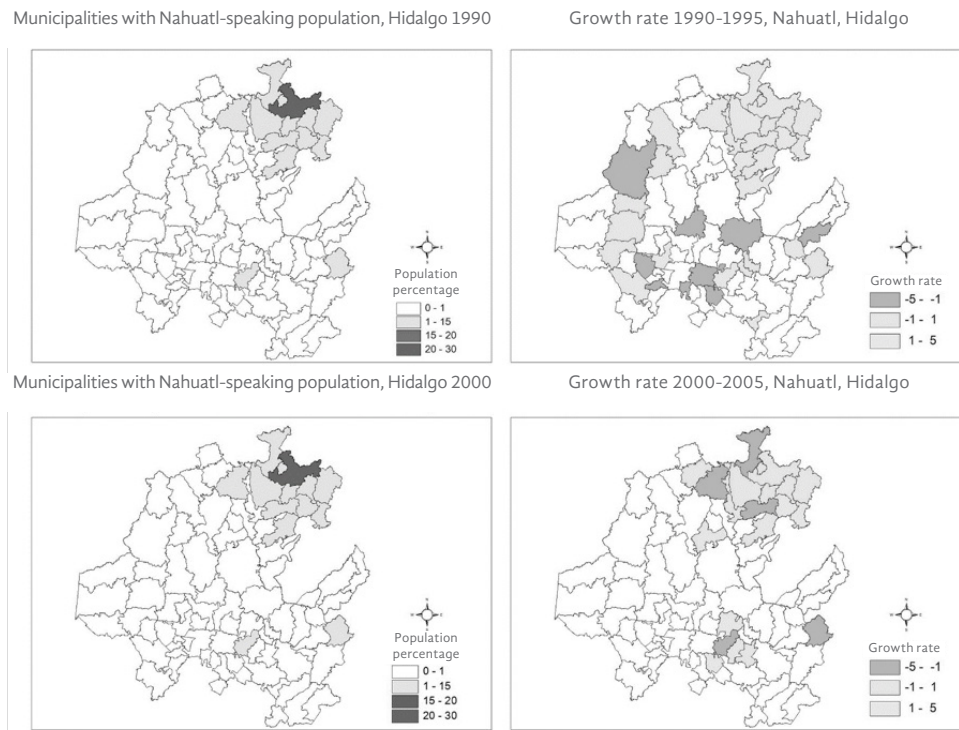 Municipalities with Nahuatl-speaking population, Hidalgo 1990
Growth rate 1990-1995, Nahuatl, Hidalgo
N
W
E
S
Population
percentage
0 - 1
1 - 15
15 - 20
20 - 30
N
W
E
S
Growth rate
-5 - -1
-1 - 1
1 - 5
Municipalities with Nahuatl-speaking population, Hidalgo 2000
Growth rate 2000-2005, Nahuatl, Hidalgo
N
W
E
S
Population
percentage
0 - 1
1 - 15
15 - 20
20 - 30
N
W
E
S
Growth rate
-5 - -1
-1 - 1
1 - 5